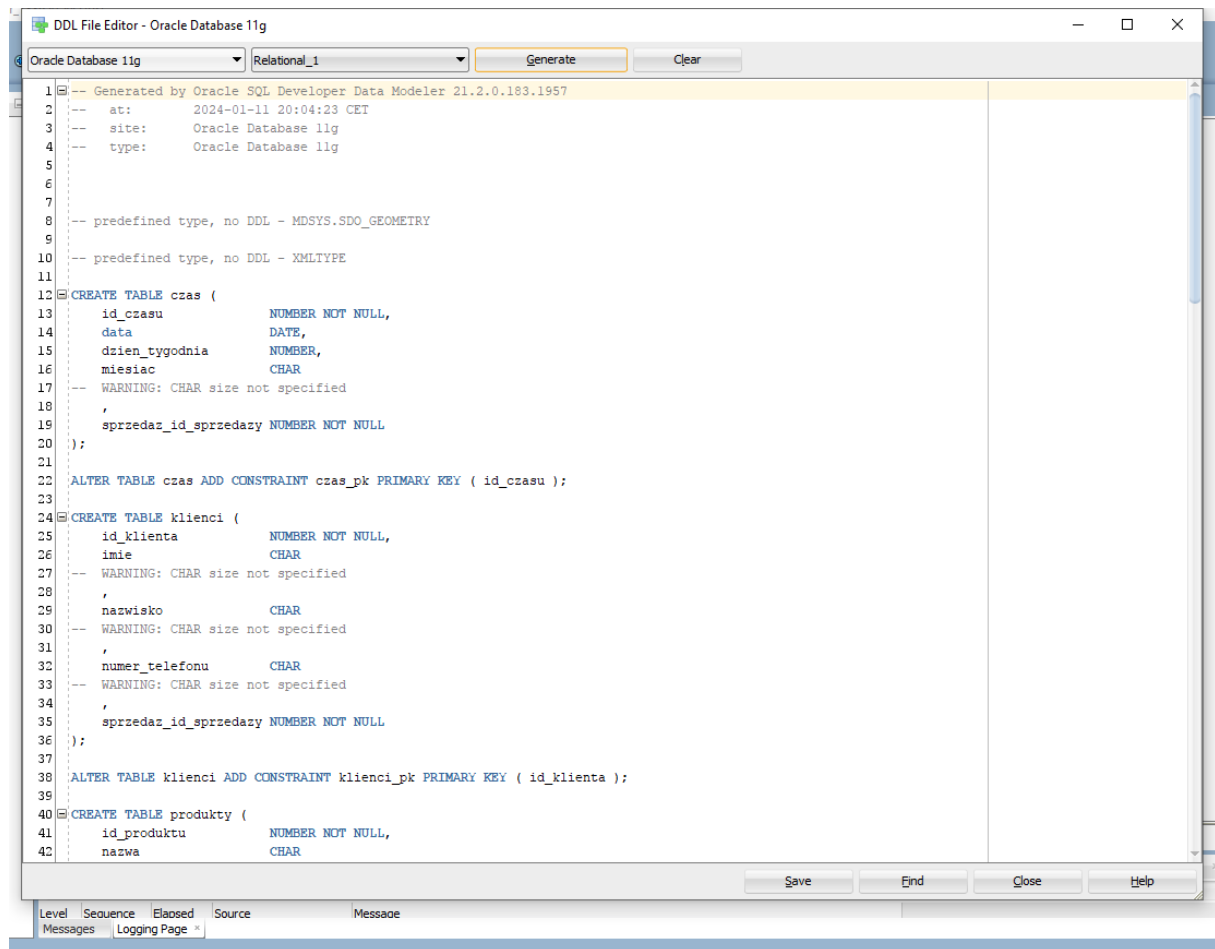 DDL File Editor - Oracle Database 11g
Oracle Database 11g Relational_1 Generate Clear
1 -- Generated by Oracle SQL Developer Data Modeler 21.2.0.183.1957
2 -- at: 2024-01-11 20:04:23 CET
3 -- site: Oracle Database 11g
4 -- type: Oracle Database 11g
5
6
7
8 -- predefined type, no DDL - MDSYS.SDO_GEOMETRY
9
10 -- predefined type, no DDL - XMLTYPE
11
12 CREATE TABLE czas (
13 id_czasu NUMBER NOT NULL,
14 data DATE,
15 dzien_tygodnia NUMBER,
16 miesiac CHAR
17 -- WARNING: CHAR size not specified
18 ,
19 sprzedaz_id_sprzedazy NUMBER NOT NULL
20 );
21
22 ALTER TABLE czas ADD CONSTRAINT czas_pk PRIMARY KEY ( id_czasu );
23
24 CREATE TABLE klienci (
25 id_klienta NUMBER NOT NULL,
26 imie CHAR
27 -- WARNING: CHAR size not specified
28 ,
29 nazwisko CHAR
30 -- WARNING: CHAR size not specified
31 ,
32 numer_telefonu CHAR
33 -- WARNING: CHAR size not specified
34 ,
35 sprzedaz_id_sprzedazy NUMBER NOT NULL
36 );
37
38 ALTER TABLE klienci ADD CONSTRAINT klienci_pk PRIMARY KEY ( id_klienta );
39
40 CREATE TABLE produkty (
41 id_produktu NUMBER NOT NULL,
42 nazwa CHAR
Save Find Close Help
Level Sequence Elapsed Source Message
Messages Logging Page